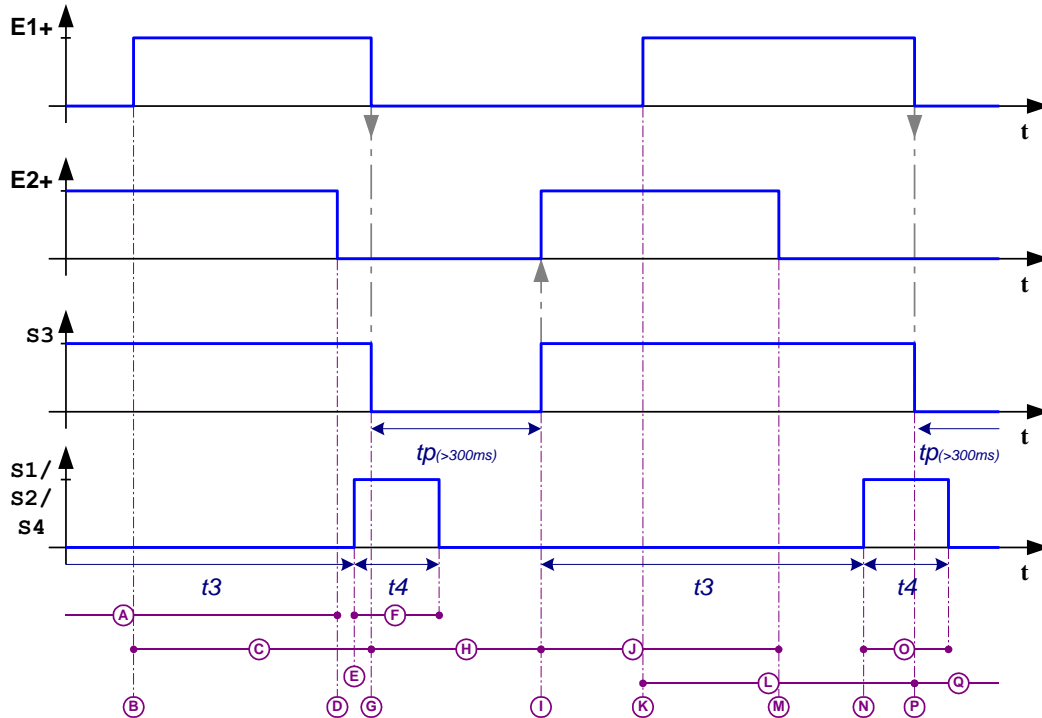 E1+
t
E2+
t
S3
tp(>300ms)
tp(>300ms)
t
S1/
S2/
S4
t
t3
t4
t3
t4
A
F
C
H
J
O
E
L
Q
B
D
G
I
K
M
N
P